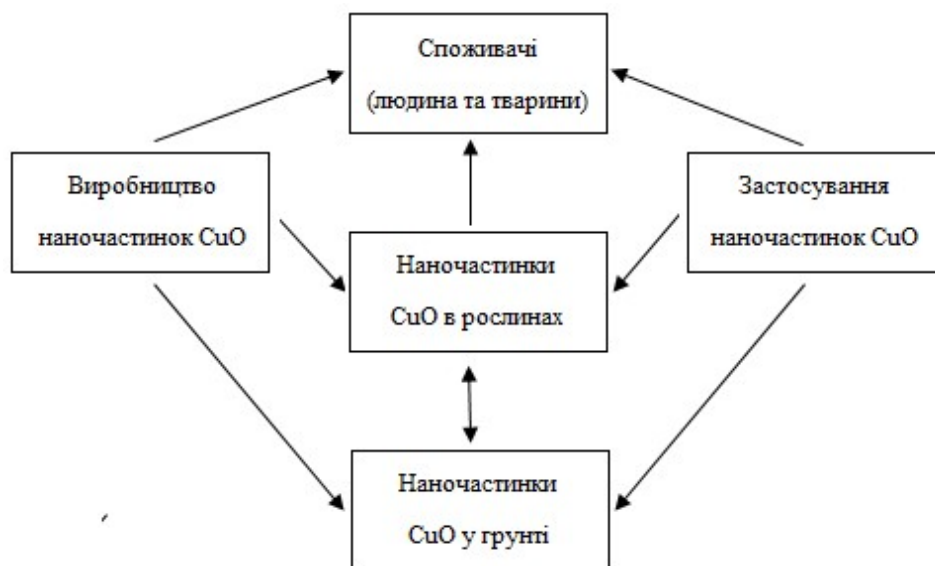 Споживачі
(людина та тварини)
Виробництво
наночастинок CuO
Застосування
наночастинок CuO
Наночастинки
CuO в рослинах
Наночастинки
CuO у грунті